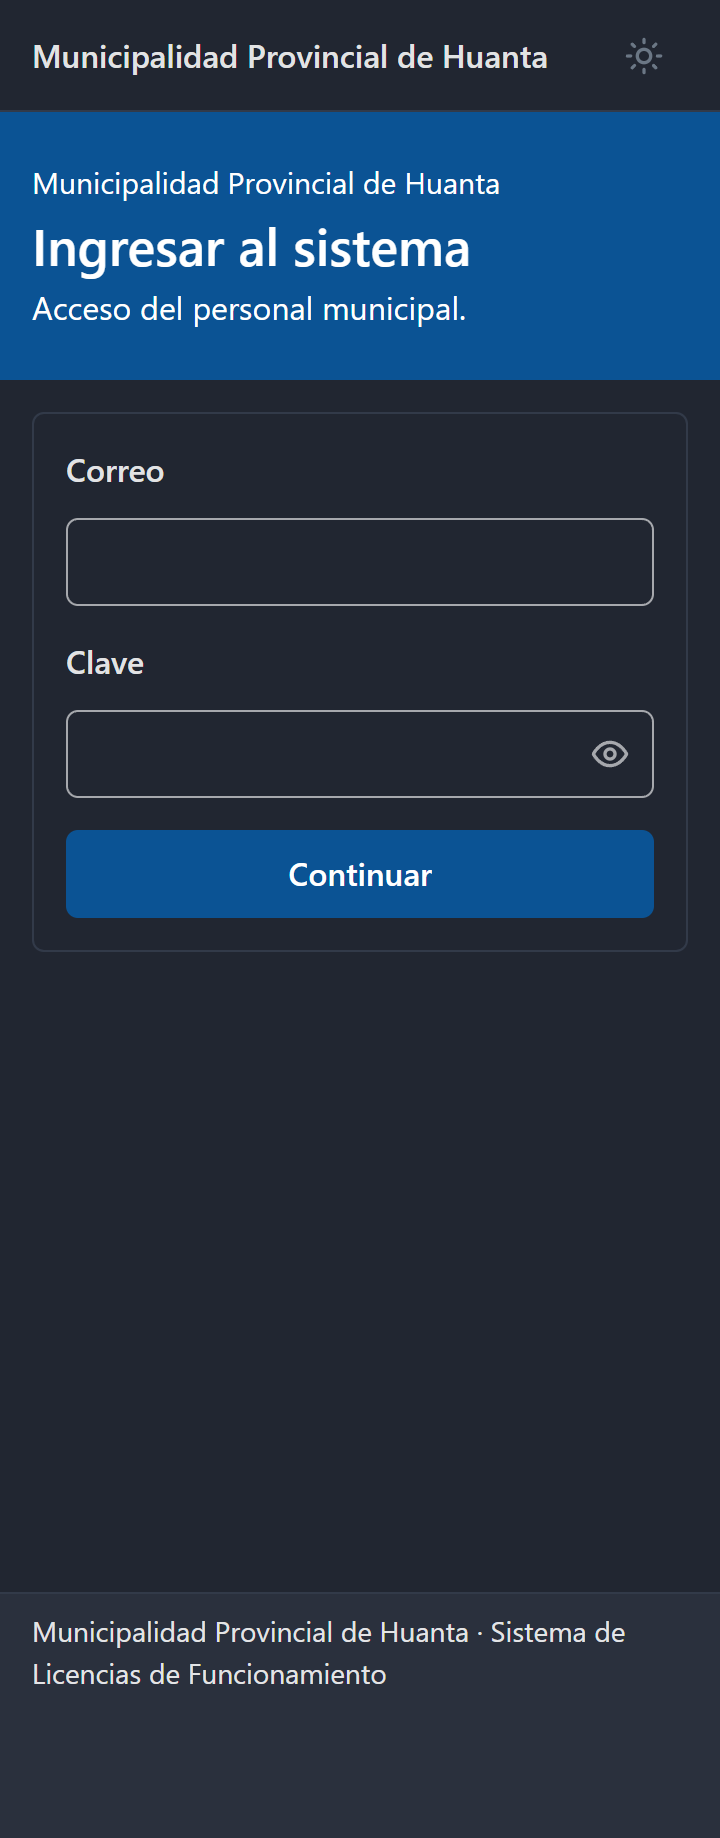 Municipalidad Provincial de Huanta
Municipalidad Provincial de Huanta
Ingresar al sistema
Acceso del personal municipal.
Correo
Clave
Continuar
Municipalidad Provincial de Huanta · Sistema de
Licencias de Funcionamiento